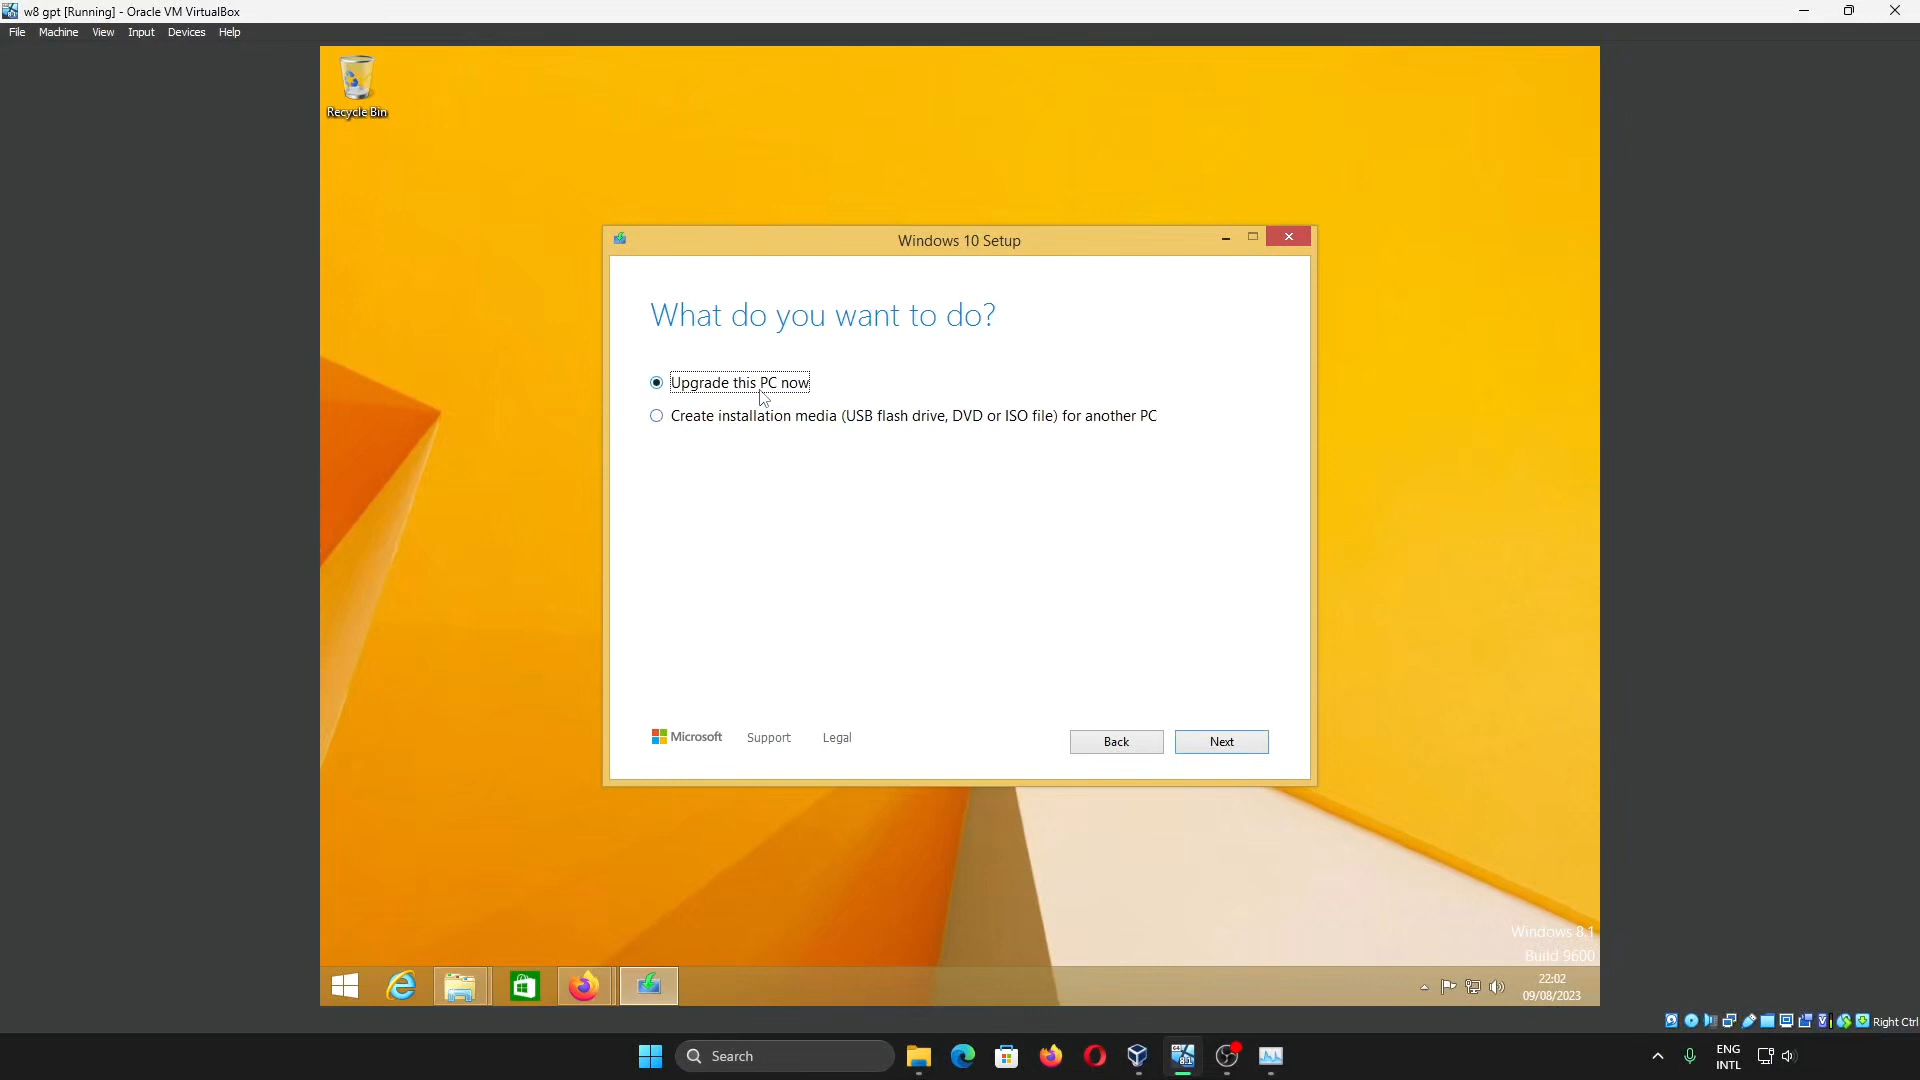 w8 gpt [Running] - Oracle VM VirtualBox
File Machine View Input Devices Help
Recycle Bin
Windows 10 Setup
What do you want to do?
Upgrade this PC now
Create installation media (USB flash drive, DVD or ISO file) for another PC
Microsoft Support Legal
Back Next
Windows 8.1
Build 9600
22:02
09/08/2023
Right Ctrl
Search
ENG
INTL